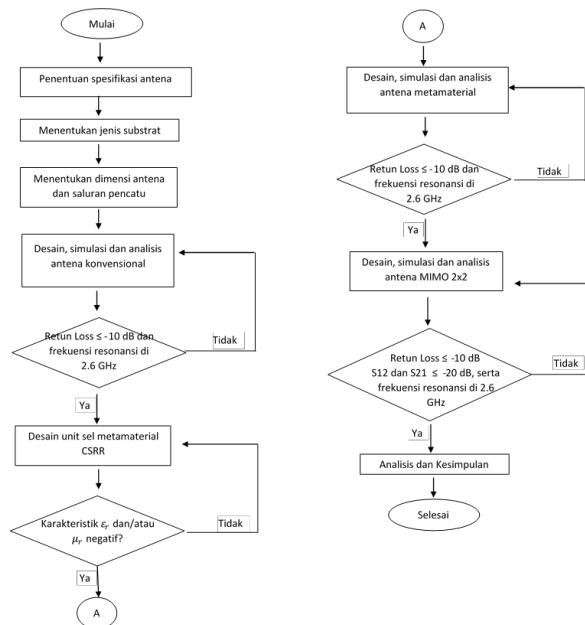 Mulai
Penentuan spesifikasi antena
Menentukan jenis substrat
Menentukan dimensi antena
dan saluran pencatu
Desain, simulasi dan analisis
antena konvensional
Retun Loss ≤ -10 dB dan
frekuensi resonansi di
2.6 GHz
Tidak
Ya
Desain unit sel metamaterial
CSRR
Karakteristik εr dan/atau
μr negatif?
Tidak
Ya
A
A
Desain, simulasi dan analisis
antena metamaterial
Retun Loss ≤ -10 dB dan
frekuensi resonansi di
2.6 GHz
Tidak
Ya
Desain, simulasi dan analisis
antena MIMO 2x2
Retun Loss ≤ -10 dB
S12 dan S21 ≤ -20 dB, serta
frekuensi resonansi di 2.6
GHz
Tidak
Ya
Analisis dan Kesimpulan
Selesai